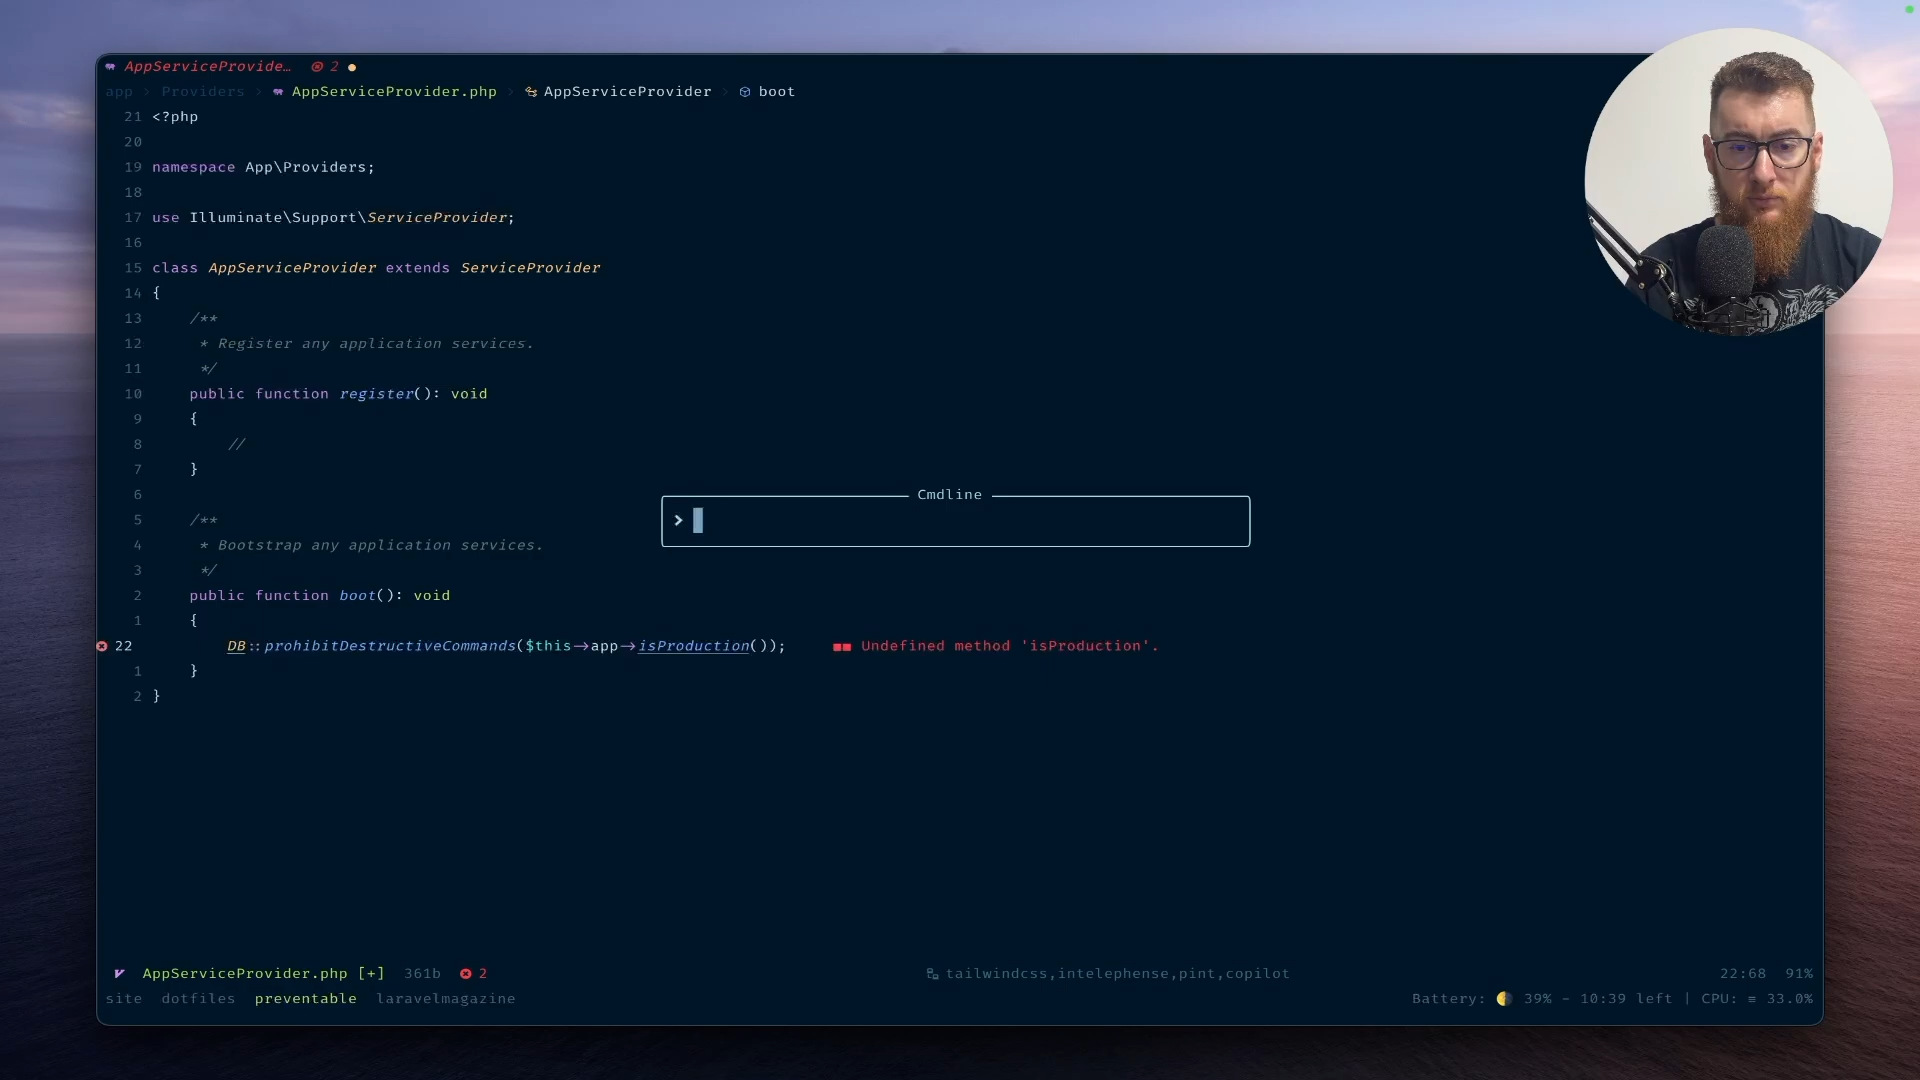 AppServiceProvide… 2
app > Providers > AppServiceProvider.php > AppServiceProvider > boot
21 <?php
20
19 namespace App\Providers;
18
17 use Illuminate\Support\ServiceProvider;
16
15 class AppServiceProvider extends ServiceProvider
14 {
13 /**
12 * Register any application services.
11 */
10 public function register(): void
9 {
8 //
7 }
6
5 /**
4 * Bootstrap any application services.
3 */
2 public function boot(): void
1 {
22 DB::prohibitDestructiveCommands($this->app->isProduction()); ■■ Undefined method 'isProduction'.
1 }
2 }
Cmdline
>
AppServiceProvider.php [+] 361b 2 tailwindcss,intelephense,pint,copilot 22:68 91%
site dotfiles preventable laravelmagazine Battery: 39% - 10:39 left | CPU: = 33.0%